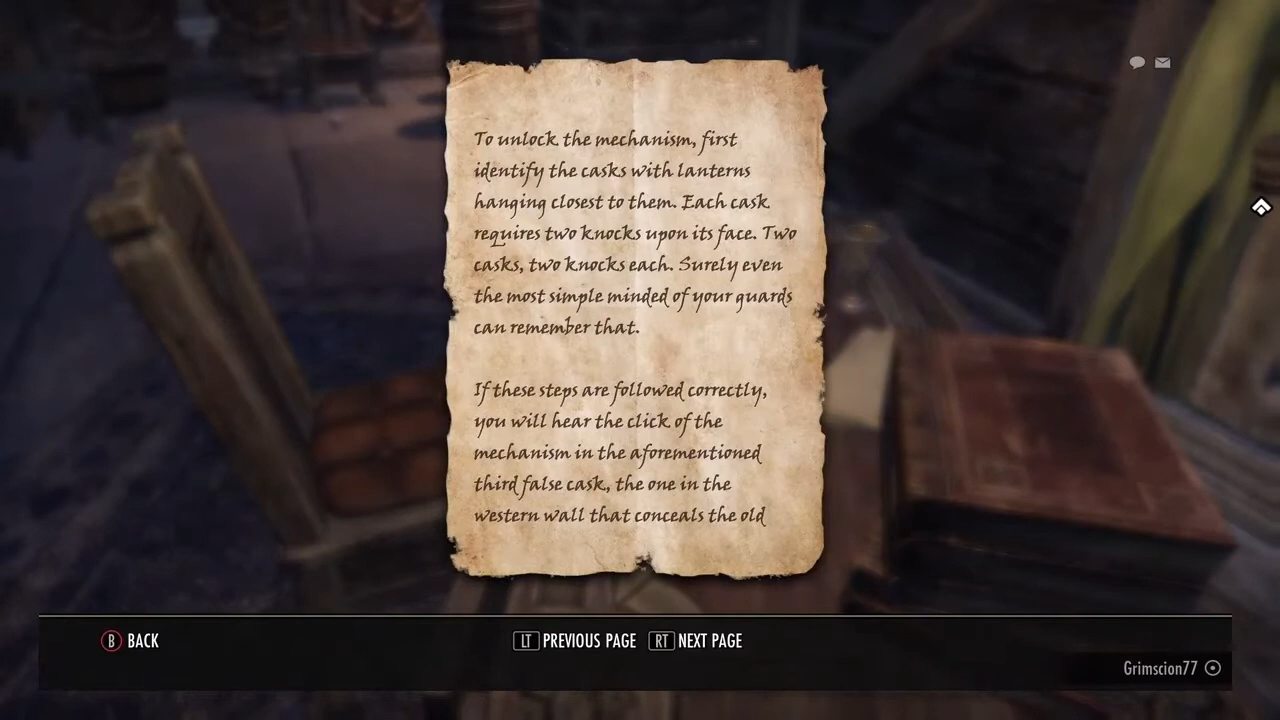 To unlock the mechanism, first
identify the casks with lanterns
hanging closest to them. Each cask
requires two knocks upon its face. Two
casks, two knocks each. Surely even
the most simple minded of your guards
can remember that.
If these steps are followed correctly,
you will hear the click of the
mechanism in the aforementioned
third false cask, the one in the
western wall that conceals the old
B BACK
LT PREVIOUS PAGE RT NEXT PAGE
Grimscion77